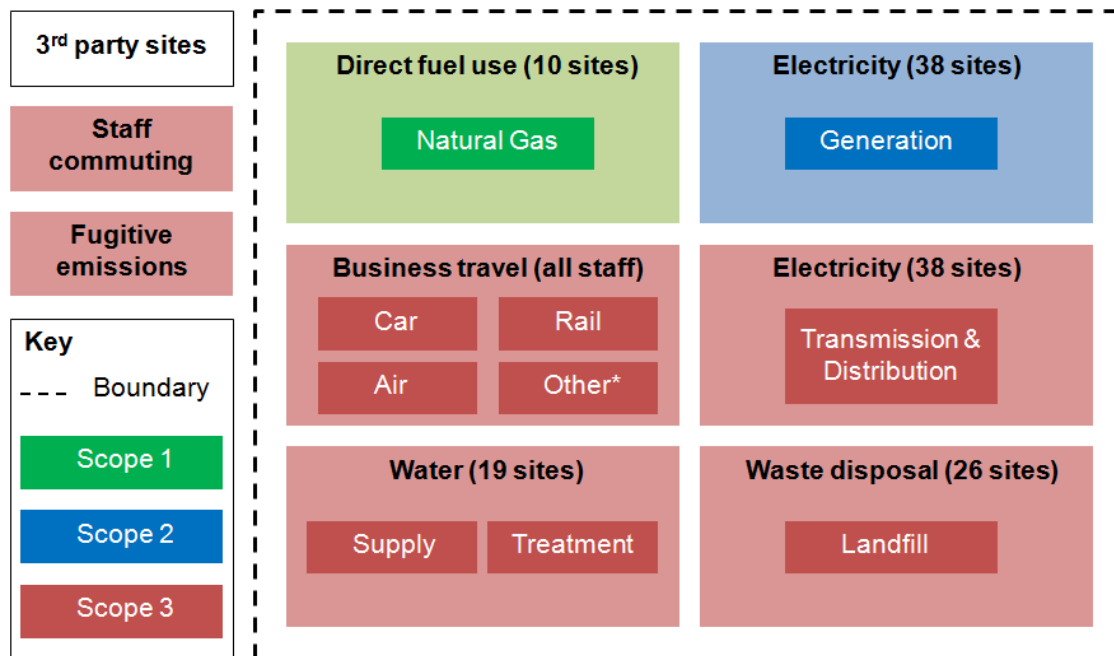 3rd party sites
Staff
commuting
Fugitive
emissions
Key
Boundary
Scope 1
Scope 2
Scope 3
Direct fuel use (10 sites)
Natural Gas
Electricity (38 sites)
Generation
Business travel (all staff)
Car
Rail
Air
Other*
Electricity (38 sites)
Transmission &
Distribution
Water (19 sites)
Supply
Treatment
Waste disposal (26 sites)
Landfill